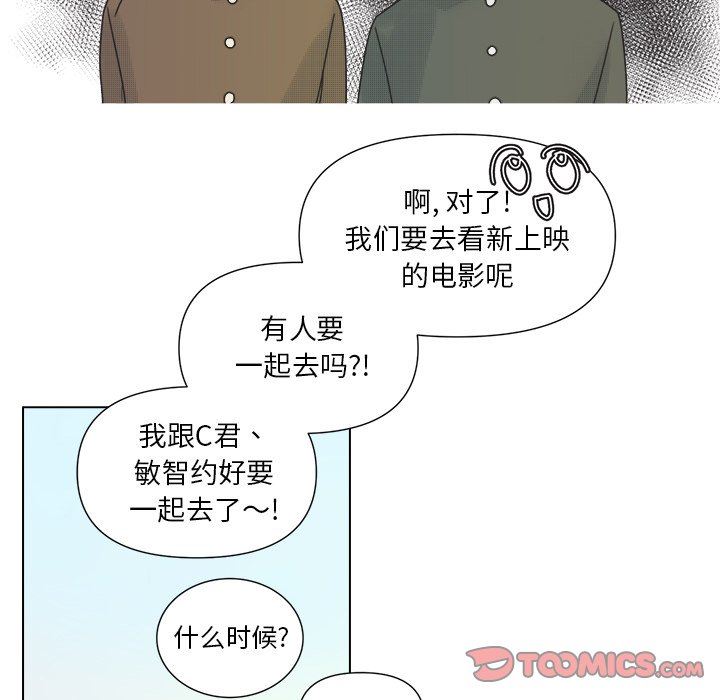 啊,对了!
我们要去看新上映
的电影呢
有人要
一起去吗?!
我跟C君、
敏智约好要
一起去了~!
什么时候?
DTOOMICS.COM